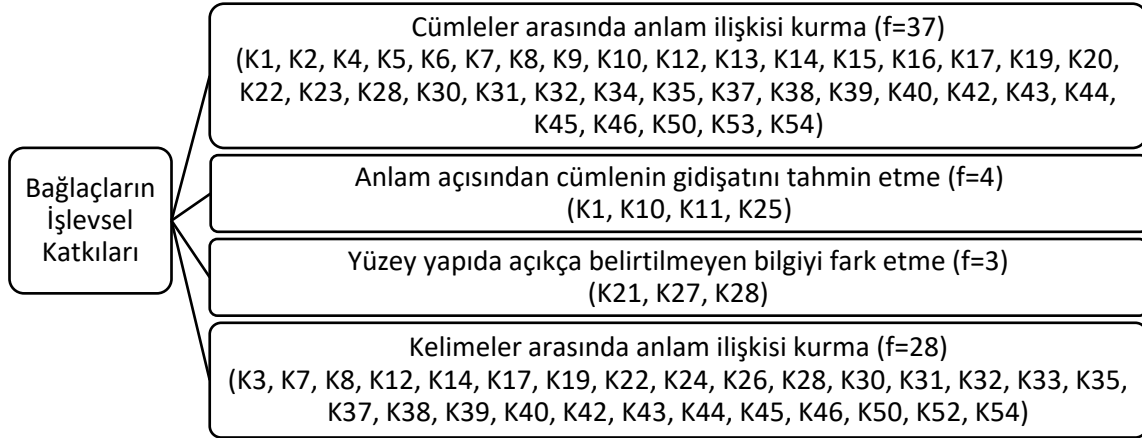 Bağlaçların
İşlevsel
Katkıları
Cümleler arasında anlam ilişkisi kurma (f=37)
(K1, K2, K4, K5, K6, K7, K8, K9, K10, K12, K13, K14, K15, K16, K17, K19, K20,
K22, K23, K28, K30, K31, K32, K34, K35, K37, K38, K39, K40, K42, K43, K44,
K45, K46, K50, K53, K54)
Anlam açısından cümlenin gidişatını tahmin etme (f=4)
(K1, K10, K11, K25)
Yüzey yapıda açıkça belirtilmeyen bilgiyi fark etme (f=3)
(K21, K27, K28)
Kelimeler arasında anlam ilişkisi kurma (f=28)
(K3, K7, K8, K12, K14, K17, K19, K22, K24, K26, K28, K30, K31, K32, K33, K35,
K37, K38, K39, K40, K42, K43, K44, K45, K46, K50, K52, K54)